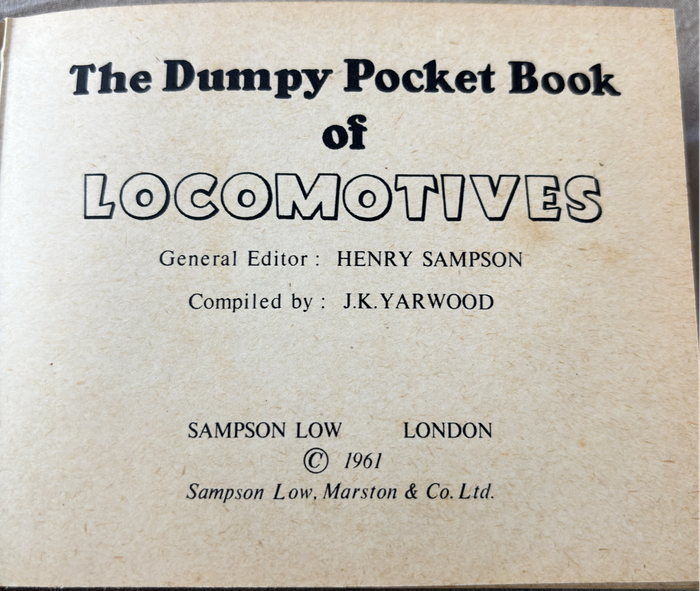 The Dumpy Pocket Book
of
LOCOMOTIVES
General Editor : HENRY SAMPSON
Compiled by : J.K.YARWOOD
SAMPSON LOW LONDON
© 1961
Sampson Low, Marston & Co. Ltd.